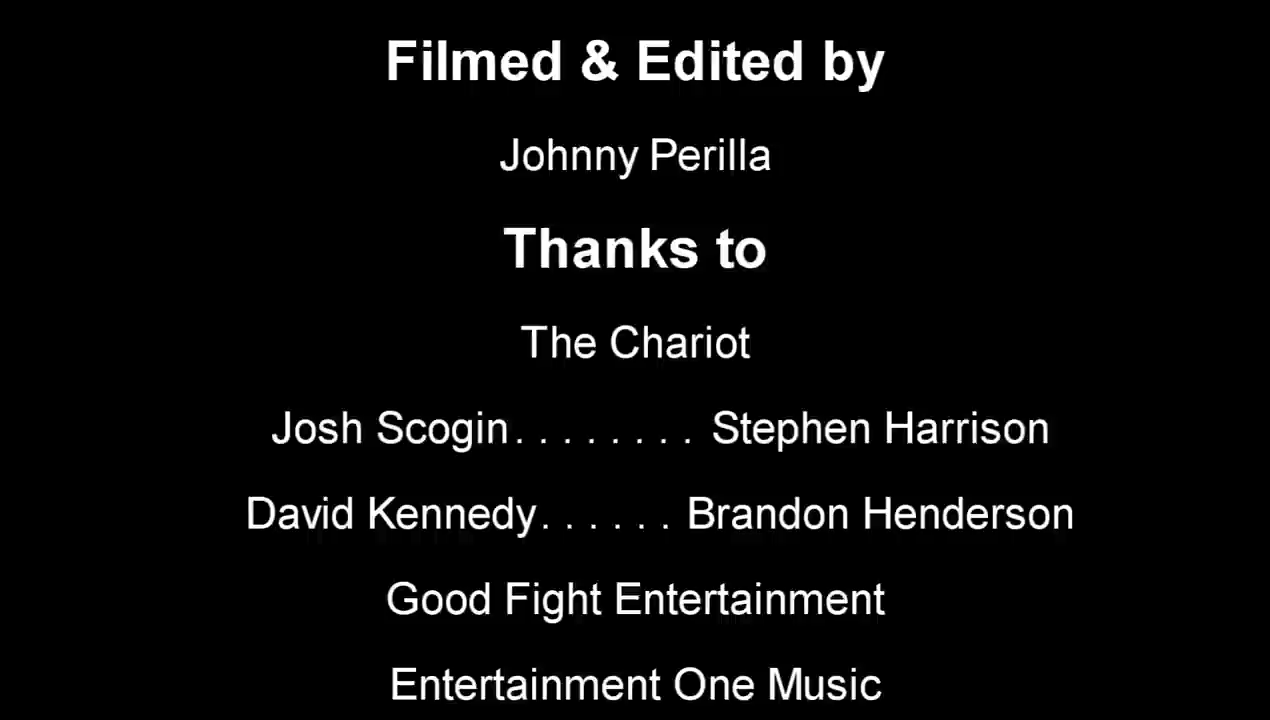 Filmed & Edited by
Johnny Perilla
Thanks to
The Chariot
Josh Scogin. . . . . . . . Stephen Harrison
David Kennedy. . . . . . Brandon Henderson
Good Fight Entertainment
Entertainment One Music